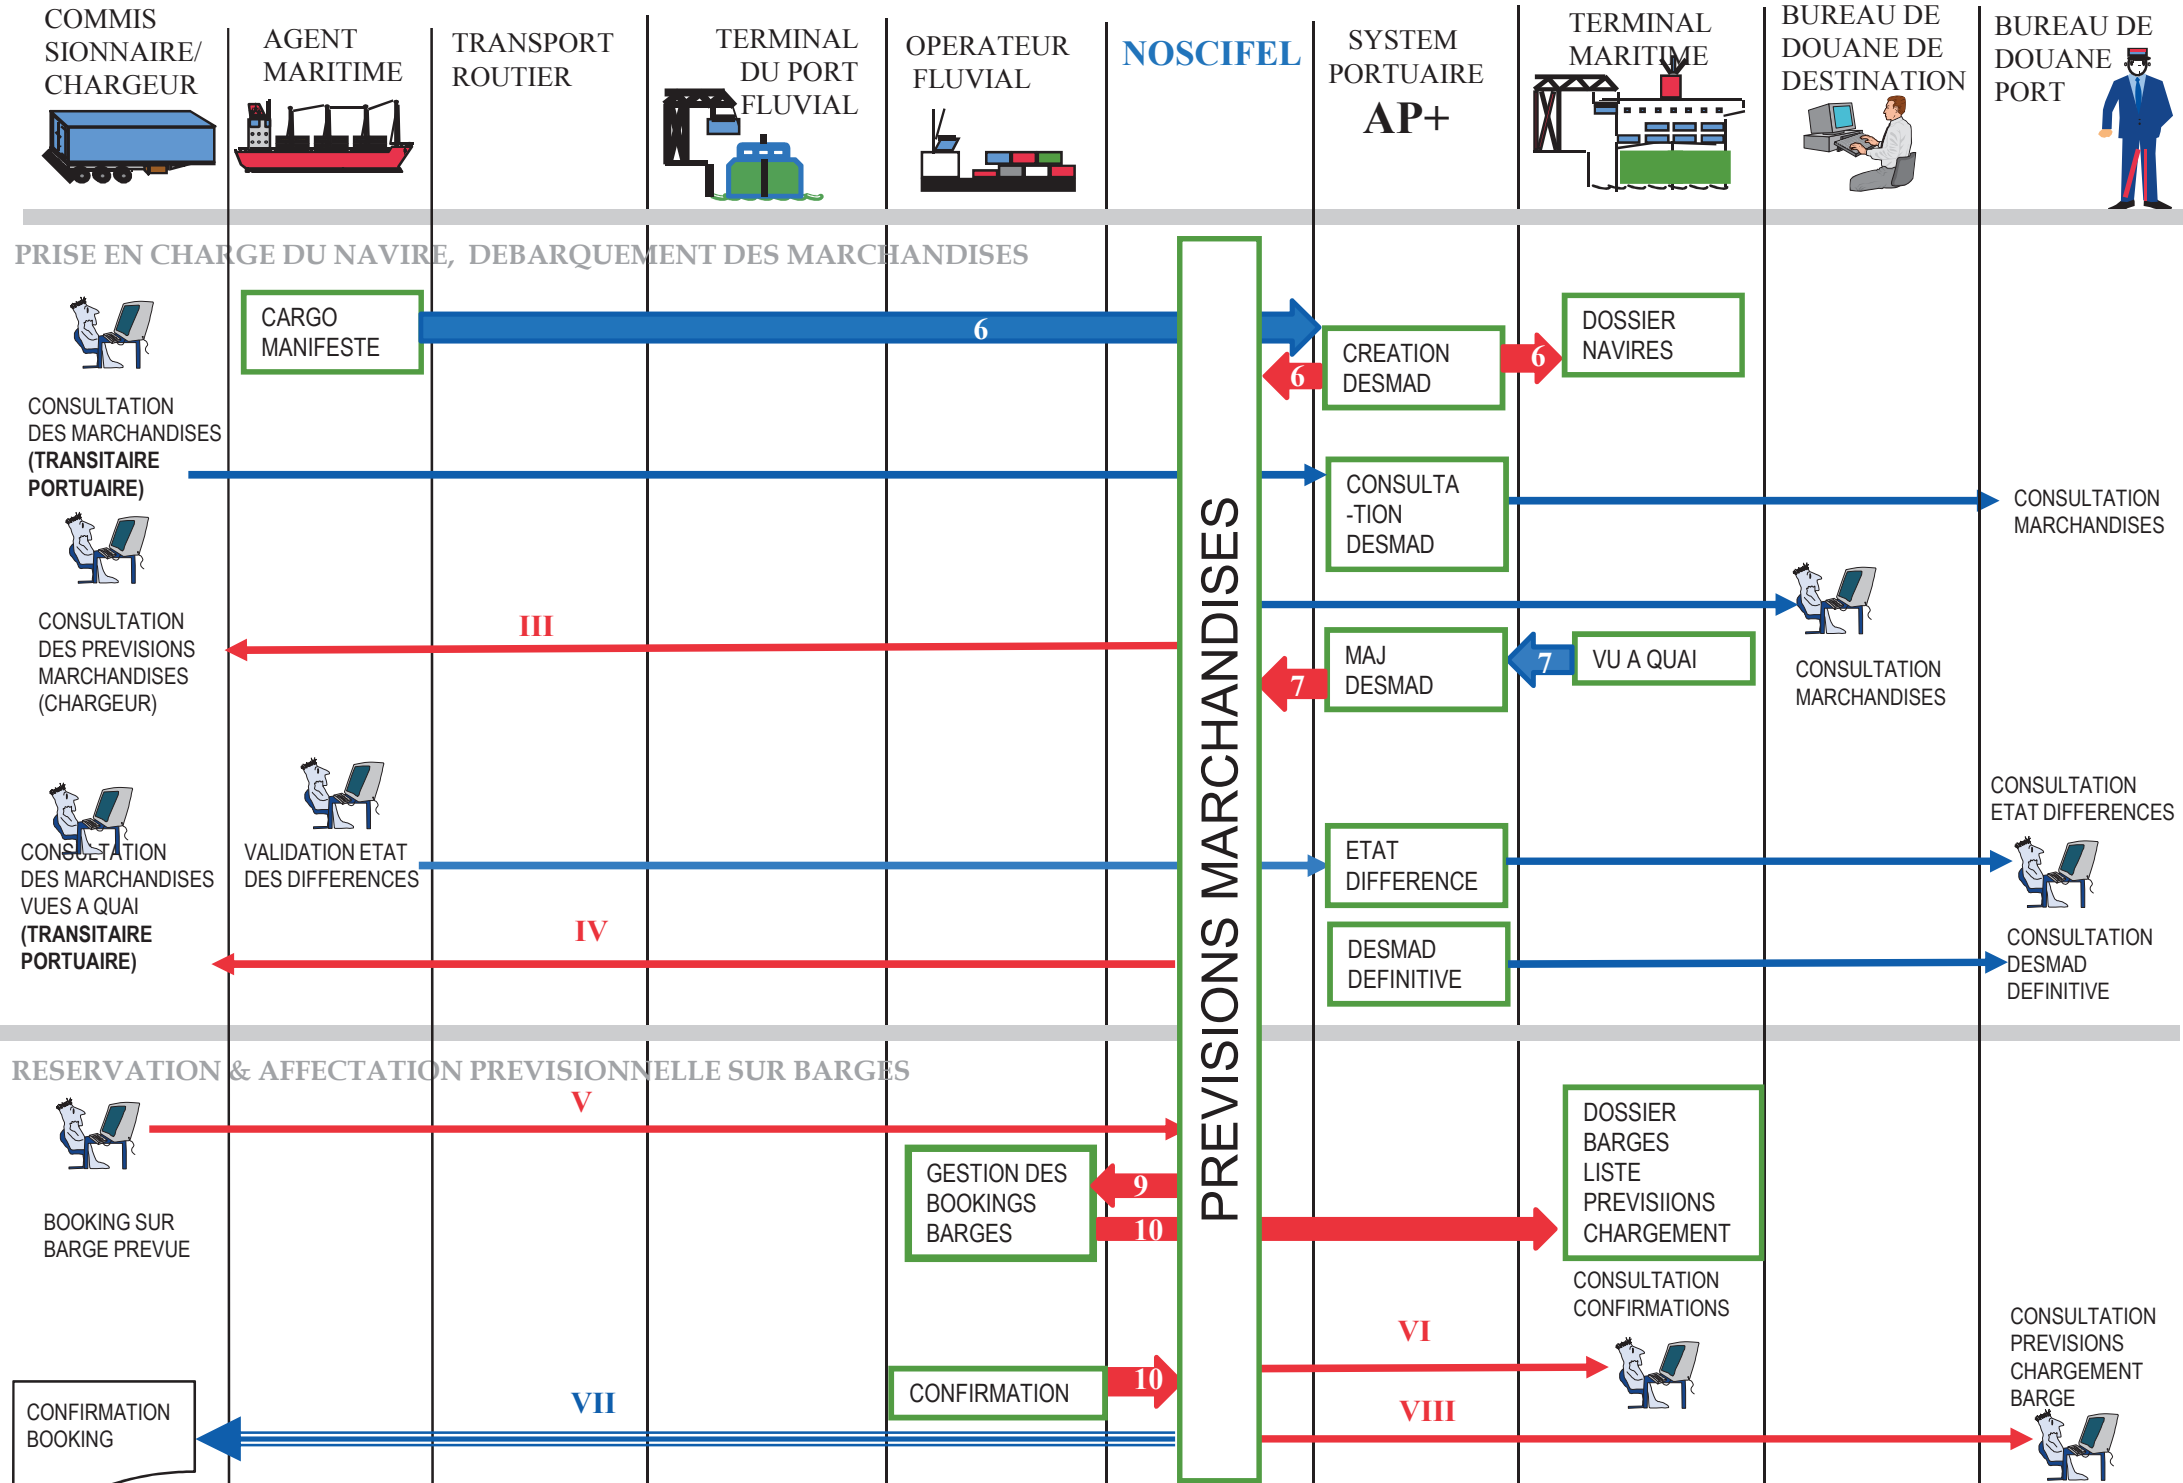 COMMIS
SIONNAIRE/
CHARGEUR
AGENT
MARITIME
TRANSPORT
ROUTIER
TERMINAL
DU PORT
FLUVIAL
OPERATEUR
FLUVIAL
NOSCIFEL
SYSTEM
PORTUAIRE
AP+
TERMINAL
MARITIME
BUREAU DE
DOUANE DE
DESTINATION
BUREAU DE
DOUANE
PORT
PRISE EN CHARGE DU NAVIRE, DEBARQUEMENT DES MARCHANDISES
CARGO
MANIFESTE
6
CREATION
DESMAD
6
6
DOSSIER
NAVIRES
CONSULTATION
DES MARCHANDISES
(TRANSITAIRE
PORTUAIRE)
CONSULTA
-TION
DESMAD
CONSULTATION
MARCHANDISES
PREVISIONS MARCHANDISES
CONSULTATION
DES PREVISIONS
MARCHANDISES
(CHARGEUR)
III
MAJ
DESMAD
7
7
VU A QUAI
CONSULTATION
MARCHANDISES
CONSULTATION
DES MARCHANDISES
VUES A QUAI
(TRANSITAIRE
PORTUAIRE)
VALIDATION ETAT
DES DIFFERENCES
ETAT
DIFFERENCE
CONSULTATION
ETAT DIFFERENCES
IV
DESMAD
DEFINITIVE
CONSULTATION
DESMAD
DEFINITIVE
RESERVATION & AFFECTATION PREVISIONNELLE SUR BARGES
V
BOOKING SUR
BARGE PREVUE
GESTION DES
BOOKINGS
BARGES
9
10
DOSSIER
BARGES
LISTE
PREVISIIONS
CHARGEMENT
CONSULTATION
CONFIRMATIONS
VI
CONFIRMATION
10
CONSULTATION
PREVISIONS
CHARGEMENT
BARGE
CONFIRMATION
BOOKING
VII
VIII